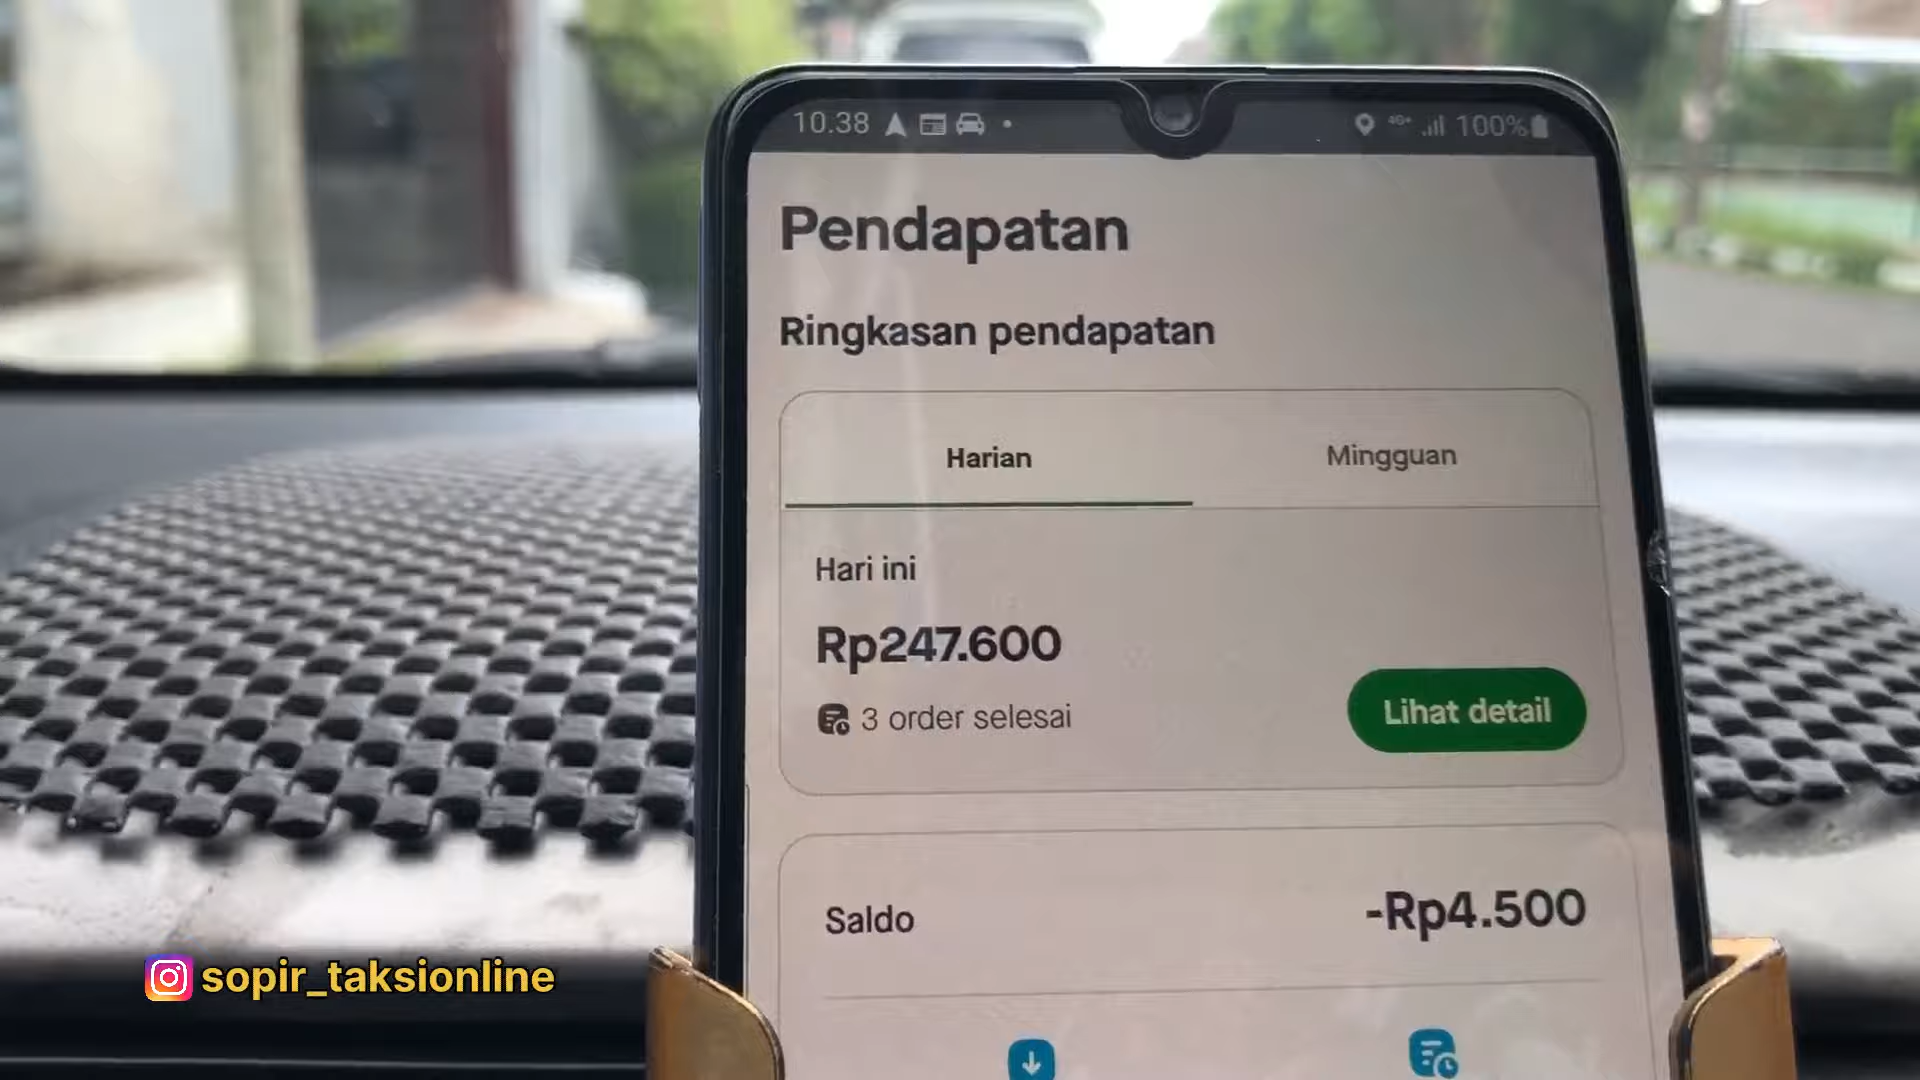 10.38
4G+
100%
Pendapatan
Ringkasan pendapatan
Harian
Mingguan
Hari ini
Rp247.600
3 order selesai
Lihat detail
Saldo
-Rp4.500
sopir_taksionline